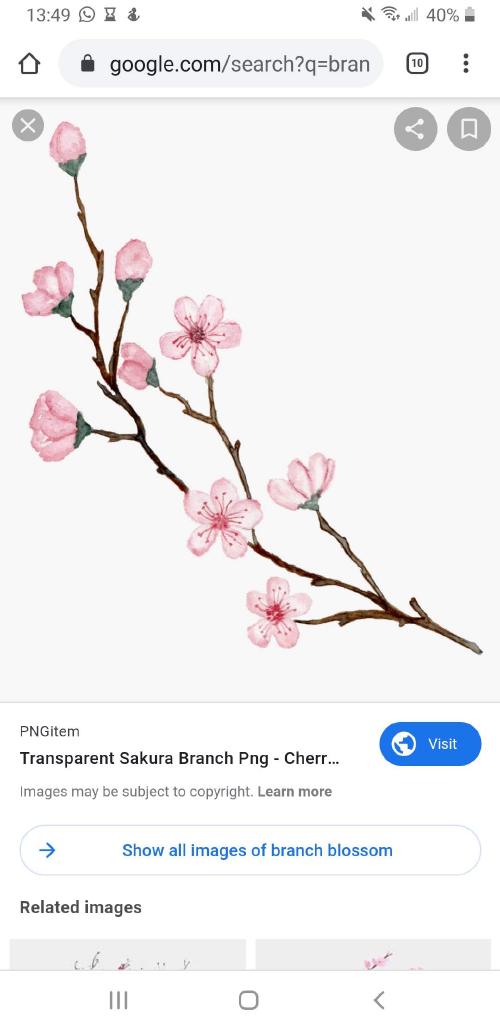 13:49
40%
google.com/search?q=bran
10
PNGitem
Transparent Sakura Branch Png - Cherr...
Visit
Images may be subject to copyright. Learn more
Show all images of branch blossom
Related images